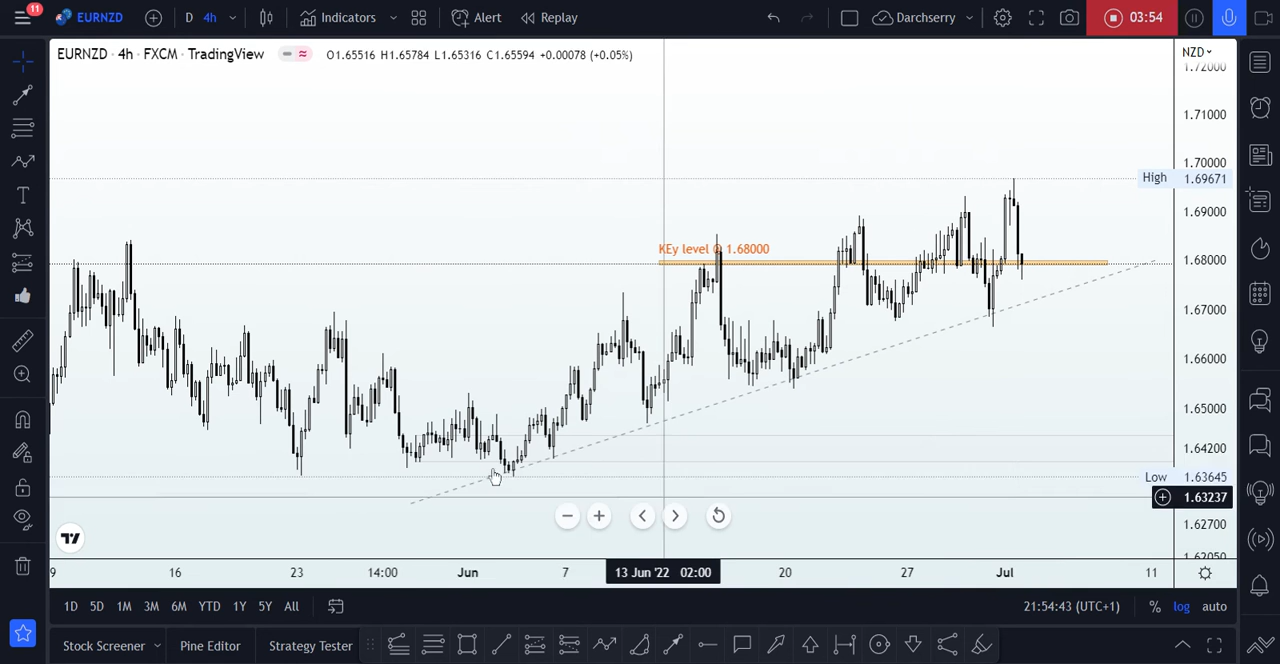 11
EURNZD
D 4h
Indicators
Alert
Replay
Darchserry
03:54
EURNZD · 4h · FXCM · TradingView
O1.65516 H1.65784 L1.65316 C1.65594 +0.00078 (+0.05%)
NZD
1.72000
1.71000
1.70000
High 1.69671
1.69000
KEy level @ 1.68000
1.68000
1.67000
1.66000
1.65000
1.64200
Low 1.63645
1.63237
1.62700
1.62050
9 16 23 14:00 Jun 7 13 Jun '22 02:00 20 27 Jul 11
1D 5D 1M 3M 6M YTD 1Y 5Y All
21:54:43 (UTC+1) % log auto
Stock Screener Pine Editor Strategy Tester